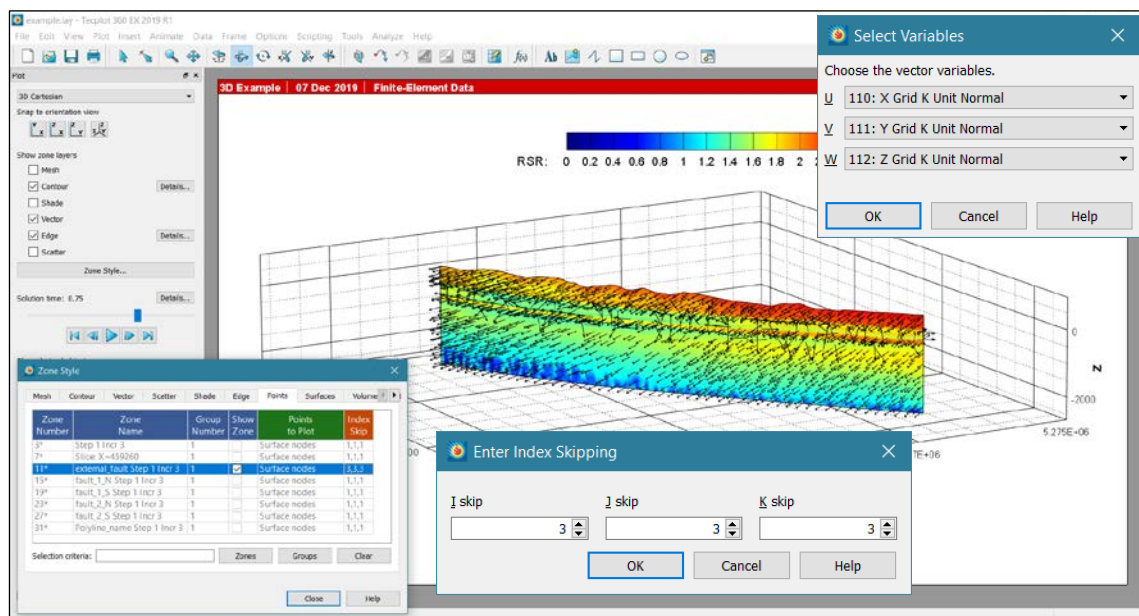 example.lay - Tecplot 360 EX 2019 R1
File Edit View Plot Insert Animate Data Frame Options Scripting Tools Analyze Help
Plot
3D Cartesian
Snap to orientation view
Show zone layers
Mesh
Contour Details...
Shade
Vector
Edge Details...
Scatter
Zone Style...
Solution time: 0.75 Details...
3D Example | 07 Dec 2019 | Finite-Element Data
RSR: 0 0.2 0.4 0.6 0.8 1 1.2 1.4 1.6 1.8 2
0
Z
-2000
5.275E+06
Select Variables
Choose the vector variables.
U 110: X Grid K Unit Normal
V 111: Y Grid K Unit Normal
W 112: Z Grid K Unit Normal
OK Cancel Help
Zone Style
Mesh Contour Vector Scatter Shade Edge Points Surfaces Volume
Zone Number Zone Name Group Number Show Zone Points to Plot Index Skip
3* Step 1 Incr 3 1 Surface nodes 1,1,1
7* Slice: X=459260 1 Surface nodes 1,1,1
11* external_fault Step 1 Incr 3 1 Surface nodes 3,3,3
15* fault_1_N Step 1 Incr 3 1 Surface nodes 1,1,1
19* fault_1_S Step 1 Incr 3 1 Surface nodes 1,1,1
23* fault_2_N Step 1 Incr 3 1 Surface nodes 1,1,1
27* fault_2_S Step 1 Incr 3 1 Surface nodes 1,1,1
31* Polyline_name Step 1 Incr 3 1 Surface nodes 1,1,1
Selection criteria: Zones Groups Clear
Close Help
Enter Index Skipping
I skip J skip K skip
3 3 3
OK Cancel Help